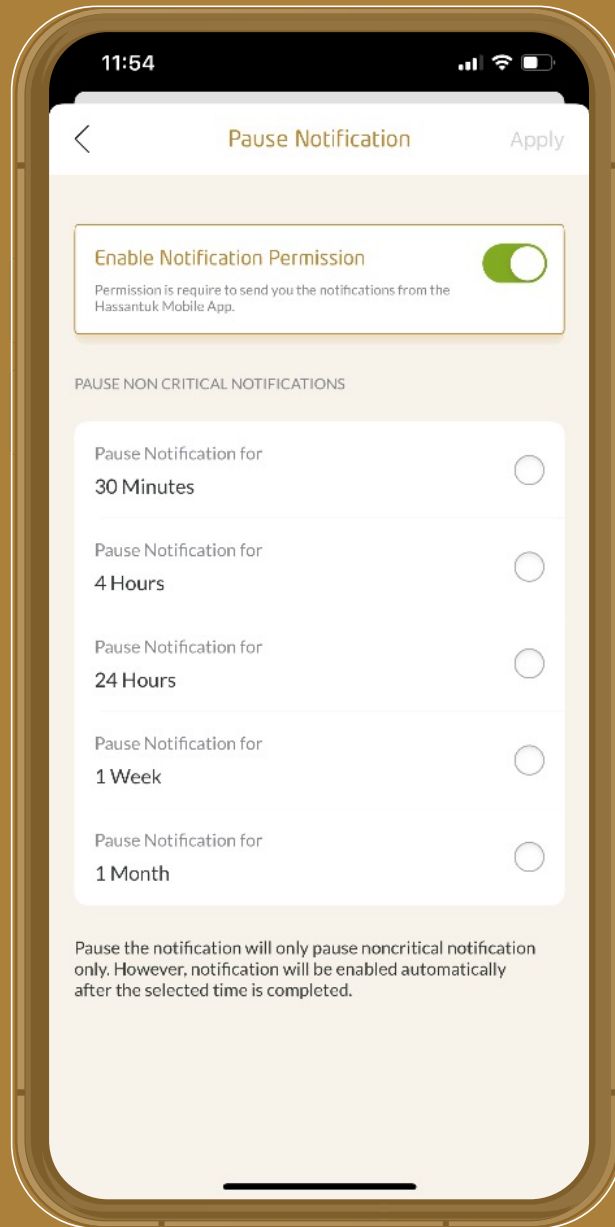 11:54
Pause Notification
Apply
Enable Notification Permission
Permission is require to send you the notifications from the
Hassantuk Mobile App.
PAUSE NON CRITICAL NOTIFICATIONS
Pause Notification for
30 Minutes
Pause Notification for
4 Hours
Pause Notification for
24 Hours
Pause Notification for
1 Week
Pause Notification for
1 Month
Pause the notification will only pause noncritical notification
only. However, notification will be enabled automatically
after the selected time is completed.